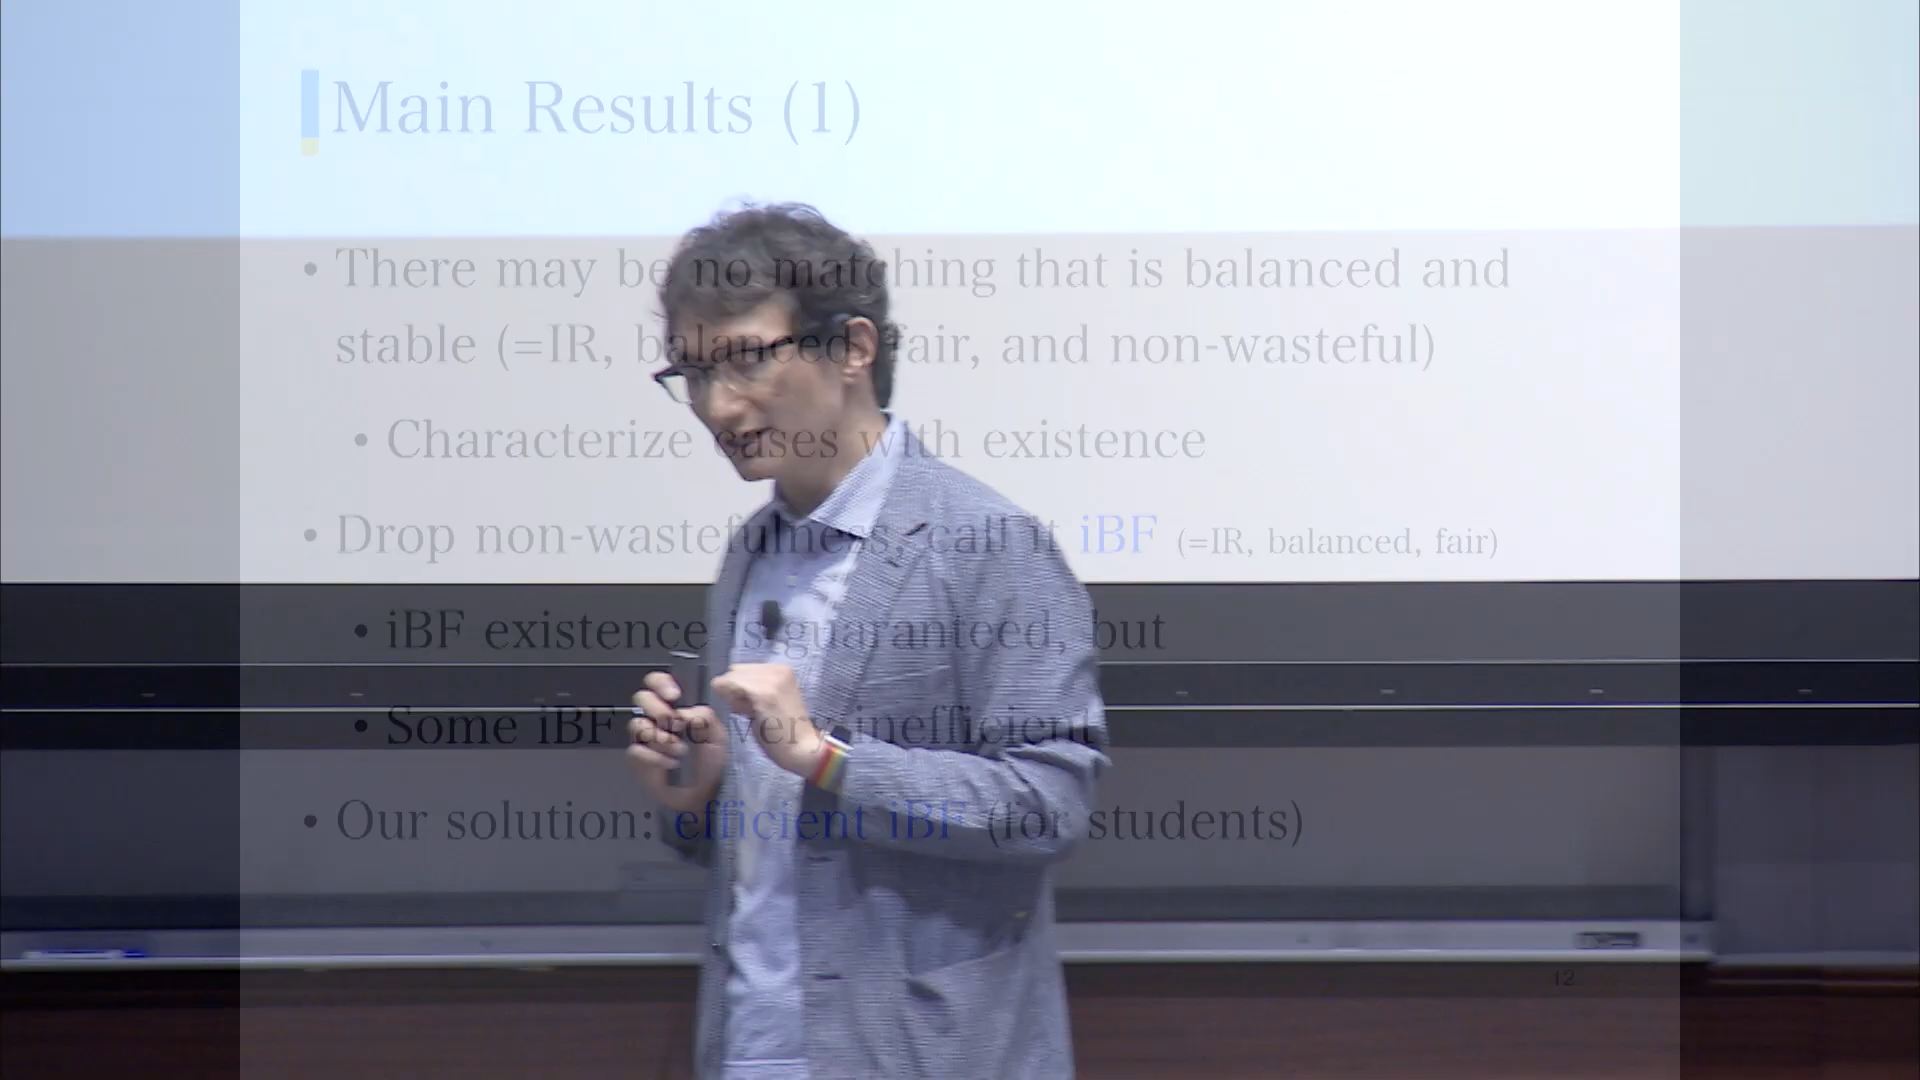 Main Results (1)
• There may be no matching that is balanced and
stable (=IR, balanced, fair, and non-wasteful)
• Characterize cases with existence
• Drop non-wastefulness, call it iBF (=IR, balanced, fair)
• iBF existence is guaranteed, but
• Some iBF are very inefficient
• Our solution: efficient iBF (for students)
12